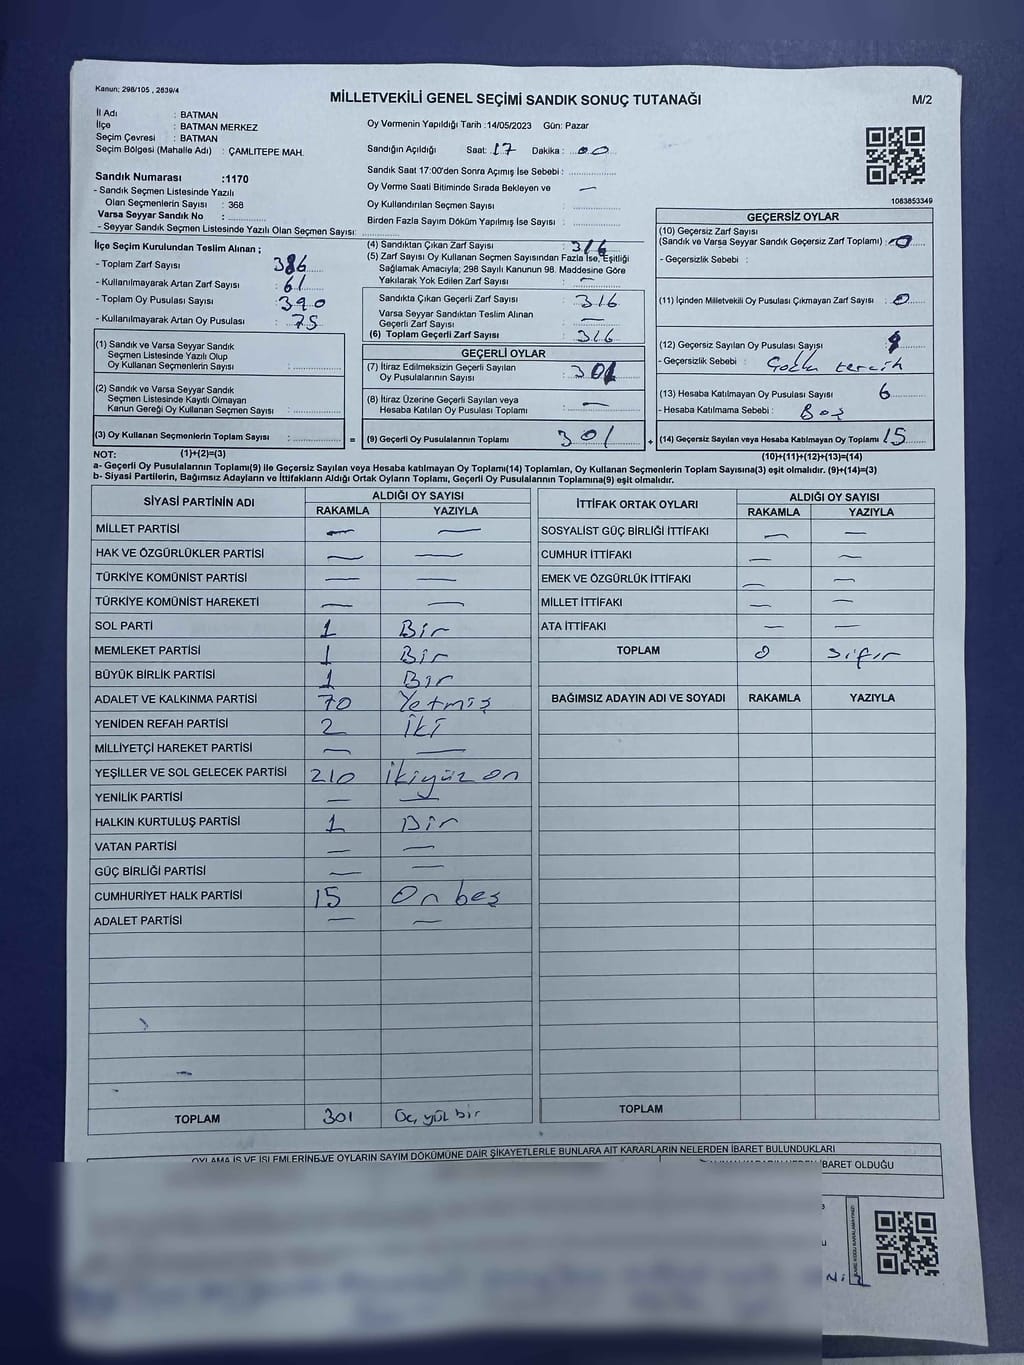 Kanun: 298/105 , 2839/4
MİLLETVEKİLİ GENEL SEÇİMİ SANDIK SONUÇ TUTANAĞI
M/2
İl Adı : BATMAN
İlçe : BATMAN MERKEZ
Seçim Çevresi : BATMAN
Seçim Bölgesi (Mahalle Adı) : ÇAMLITEPE MAH.
Sandık Numarası :1170
- Sandık Seçmen Listesinde Yazılı
Olan Seçmenlerin Sayısı : 368
Varsa Seyyar Sandık No :
- Seyyar Sandık Seçmen Listesinde Yazılı Olan Seçmen Sayısı:
Oy Vermenin Yapıldığı Tarih :14/05/2023 Gün: Pazar
Sandığın Açıldığı Saat: 17 Dakika : 00
Sandık Saat 17:00'den Sonra Açımış İse Sebebi :
Oy Verme Saati Bitiminde Sırada Bekleyen ve —
Oy Kullandırılan Seçmen Sayısı :
Birden Fazla Sayım Döküm Yapılmış İse Sayısı :
1083853349
İlçe Seçim Kurulundan Teslim Alınan ;
- Toplam Zarf Sayısı 386
- Kullanılmayarak Artan Zarf Sayısı : 61
- Toplam Oy Pusulası Sayısı : 390
- Kullanılmayarak Artan Oy Pusulası : 75
(1) Sandık ve Varsa Seyyar Sandık
Seçmen Listesinde Yazılı Olup
Oy Kullanan Seçmenlerin Sayısı :
(2) Sandık ve Varsa Seyyar Sandık
Seçmen Listesinde Kayıtlı Olmayan
Kanun Gereği Oy Kullanan Seçmen Sayısı :
(3) Oy Kullanan Seçmenlerin Toplam Sayısı : =
(4) Sandıktan Çıkan Zarf Sayısı : 316
(5) Zarf Sayısı Oy Kullanan Seçmen Sayısından Fazla İse, Eşitliği
Sağlamak Amacıyla; 298 Sayılı Kanunun 98. Maddesine Göre
Yakılarak Yok Edilen Zarf Sayısı : —
Sandıkta Çıkan Geçerli Zarf Sayısı : 316
Varsa Seyyar Sandıktan Teslim Alınan
Geçerli Zarf Sayısı : —
(6) Toplam Geçerli Zarf Sayısı : 316
GEÇERLİ OYLAR
(7) İtiraz Edilmeksizin Geçerli Sayılan
Oy Pusulalarının Sayısı : 301
(8) İtiraz Üzerine Geçerli Sayılan veya
Hesaba Katılan Oy Pusulası Toplamı : —
(9) Geçerli Oy Pusulalarının Toplamı : 301 +
GEÇERSİZ OYLAR
(10) Geçersiz Zarf Sayısı
(Sandık ve Varsa Seyyar Sandık Geçersiz Zarf Toplamı) : 0
- Geçersizlik Sebebi :
(11) İçinden Milletvekili Oy Pusulası Çıkmayan Zarf Sayısı : 0
(12) Geçersiz Sayılan Oy Pusulası Sayısı : 9
- Geçersizlik Sebebi : Çoklu tercih
(13) Hesaba Katılmayan Oy Pusulası Sayısı 6
- Hesaba Katılmama Sebebi : Boş
(14) Geçersiz Sayılan veya Hesaba Katılmayan Oy Toplamı 15
NOT: (1)+(2)=(3)
(10)+(11)+(12)+(13)=(14)
a- Geçerli Oy Pusulalarının Toplamı(9) ile Geçersiz Sayılan veya Hesaba katılmayan Oy Toplamı(14) Toplamları, Oy Kullanan Seçmenlerin Toplam Sayısına(3) eşit olmalıdır. (9)+(14)=(3)
b- Siyasi Partilerin, Bağımsız Adayların ve İttifakların Aldığı Ortak Oyların Toplamı, Geçerli Oy Pusulalarının Toplamına(9) eşit olmalıdır.
SİYASİ PARTİNİN ADI ALDIĞI OY SAYISI
RAKAMLA YAZIYLA
MİLLET PARTİSİ — —
HAK VE ÖZGÜRLÜKLER PARTİSİ — —
TÜRKİYE KOMÜNİST PARTİSİ — —
TÜRKİYE KOMÜNİST HAREKETİ — —
SOL PARTİ 1 Bir
MEMLEKET PARTİSİ 1 Bir
BÜYÜK BİRLİK PARTİSİ 1 Bir
ADALET VE KALKINMA PARTİSİ 70 Yetmiş
YENİDEN REFAH PARTİSİ 2 İki
MİLLİYETÇİ HAREKET PARTİSİ — —
YEŞİLLER VE SOL GELECEK PARTİSİ 210 İkiyüz on
YENİLİK PARTİSİ — —
HALKIN KURTULUŞ PARTİSİ 1 Bir
VATAN PARTİSİ — —
GÜÇ BİRLİĞİ PARTİSİ — —
CUMHURİYET HALK PARTİSİ 15 On beş
ADALET PARTİSİ — —
TOPLAM 301 Üç yüz bir
İTTİFAK ORTAK OYLARI ALDIĞI OY SAYISI
RAKAMLA YAZIYLA
SOSYALİST GÜÇ BİRLİĞİ İTTİFAKI — —
CUMHUR İTTİFAKI — —
EMEK VE ÖZGÜRLÜK İTTİFAKI — —
MİLLET İTTİFAKI — —
ATA İTTİFAKI — —
TOPLAM 0 sıfır
BAĞIMSIZ ADAYIN ADI VE SOYADI RAKAMLA YAZIYLA
TOPLAM
OYLAMA İŞ VE İŞLEMLERİNE VE OYLARIN SAYIM DÖKÜMÜNE DAİR ŞİKAYETLERLE BUNLARA AİT KARARLARIN NELERDEN İBARET BULUNDUKLARI
İBARET OLDUĞU